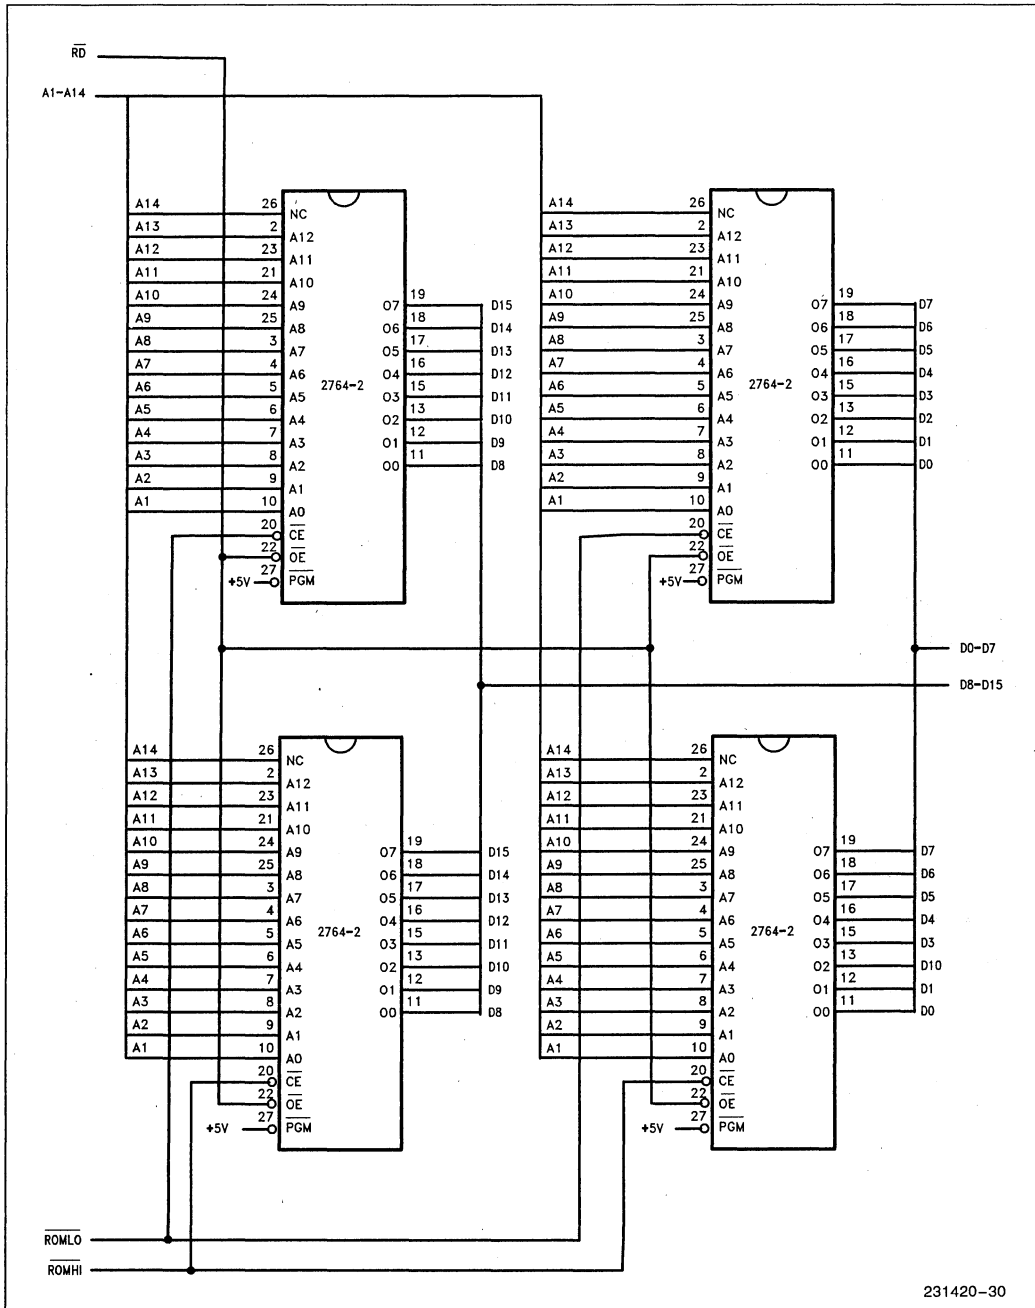 RD
A1-A14
A14 26 NC
A13 2 A12
A12 23 A11
A11 21 A10
A10 24 A9 O7 19 D15
A9 25 A8 O6 18 D14
A8 3 A7 O5 17 D13
A7 4 A6 O4 16 D12
2764-2
A6 5 A5 O3 15 D11
A5 6 A4 O2 13 D10
A4 7 A3 O1 12 D9
A3 8 A2 O0 11 D8
A2 9 A1
A1 10 A0
20 CE
22 OE
+5V 27 PGM
A14 26 NC
A13 2 A12
A12 23 A11
A11 21 A10
A10 24 A9 O7 19 D7
A9 25 A8 O6 18 D6
A8 3 A7 O5 17 D5
A7 4 A6 O4 16 D4
2764-2
A6 5 A5 O3 15 D3
A5 6 A4 O2 13 D2
A4 7 A3 O1 12 D1
A3 8 A2 O0 11 D0
A2 9 A1
A1 10 A0
20 CE
22 OE
+5V 27 PGM
D0-D7
D8-D15
A14 26 NC
A13 2 A12
A12 23 A11
A11 21 A10
A10 24 A9 O7 19 D15
A9 25 A8 O6 18 D14
A8 3 A7 O5 17 D13
A7 4 A6 O4 16 D12
2764-2
A6 5 A5 O3 15 D11
A5 6 A4 O2 13 D10
A4 7 A3 O1 12 D9
A3 8 A2 O0 11 D8
A2 9 A1
A1 10 A0
20 CE
22 OE
+5V 27 PGM
A14 26 NC
A13 2 A12
A12 23 A11
A11 21 A10
A10 24 A9 O7 19 D7
A9 25 A8 O6 18 D6
A8 3 A7 O5 17 D5
A7 4 A6 O4 16 D4
2764-2
A6 5 A5 O3 15 D3
A5 6 A4 O2 13 D10
A4 7 A3 O1 12 D1
A3 8 A2 O0 11 D0
A2 9 A1
A1 10 A0
20 CE
22 OE
+5V 27 PGM
ROMLO
ROMHI
231420-30